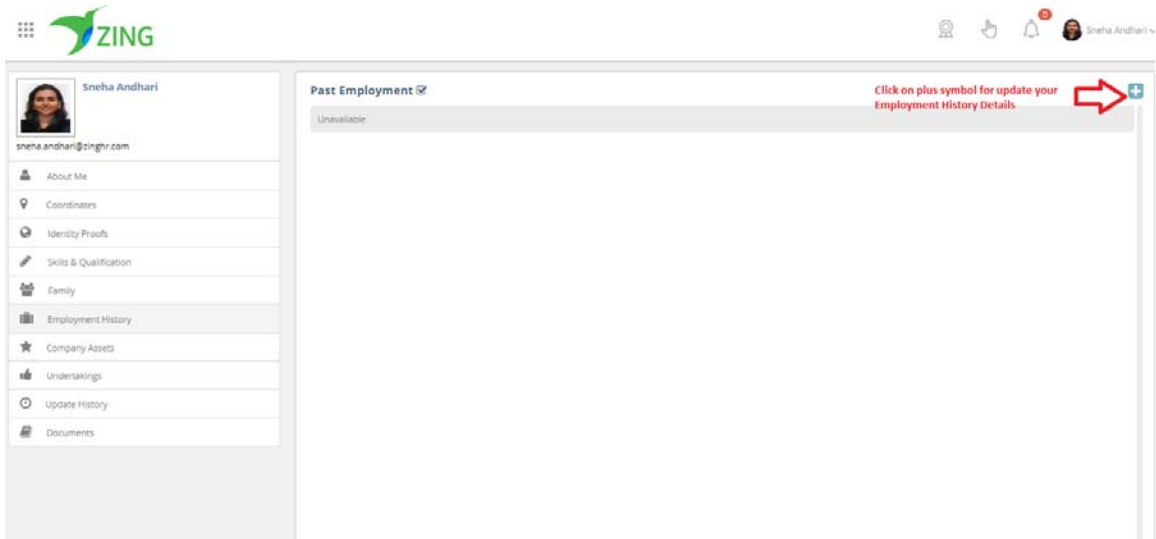 ZING
0
Sneha Andhari
Sneha Andhari
sneha.andhari@zinghr.com
About Me
Coordinates
Identity Proofs
Skills & Qualification
Family
Employment History
Company Assets
Undertakings
Update History
Documents
Past Employment
Click on plus symbol for update your
Employment History Details
Unavailable